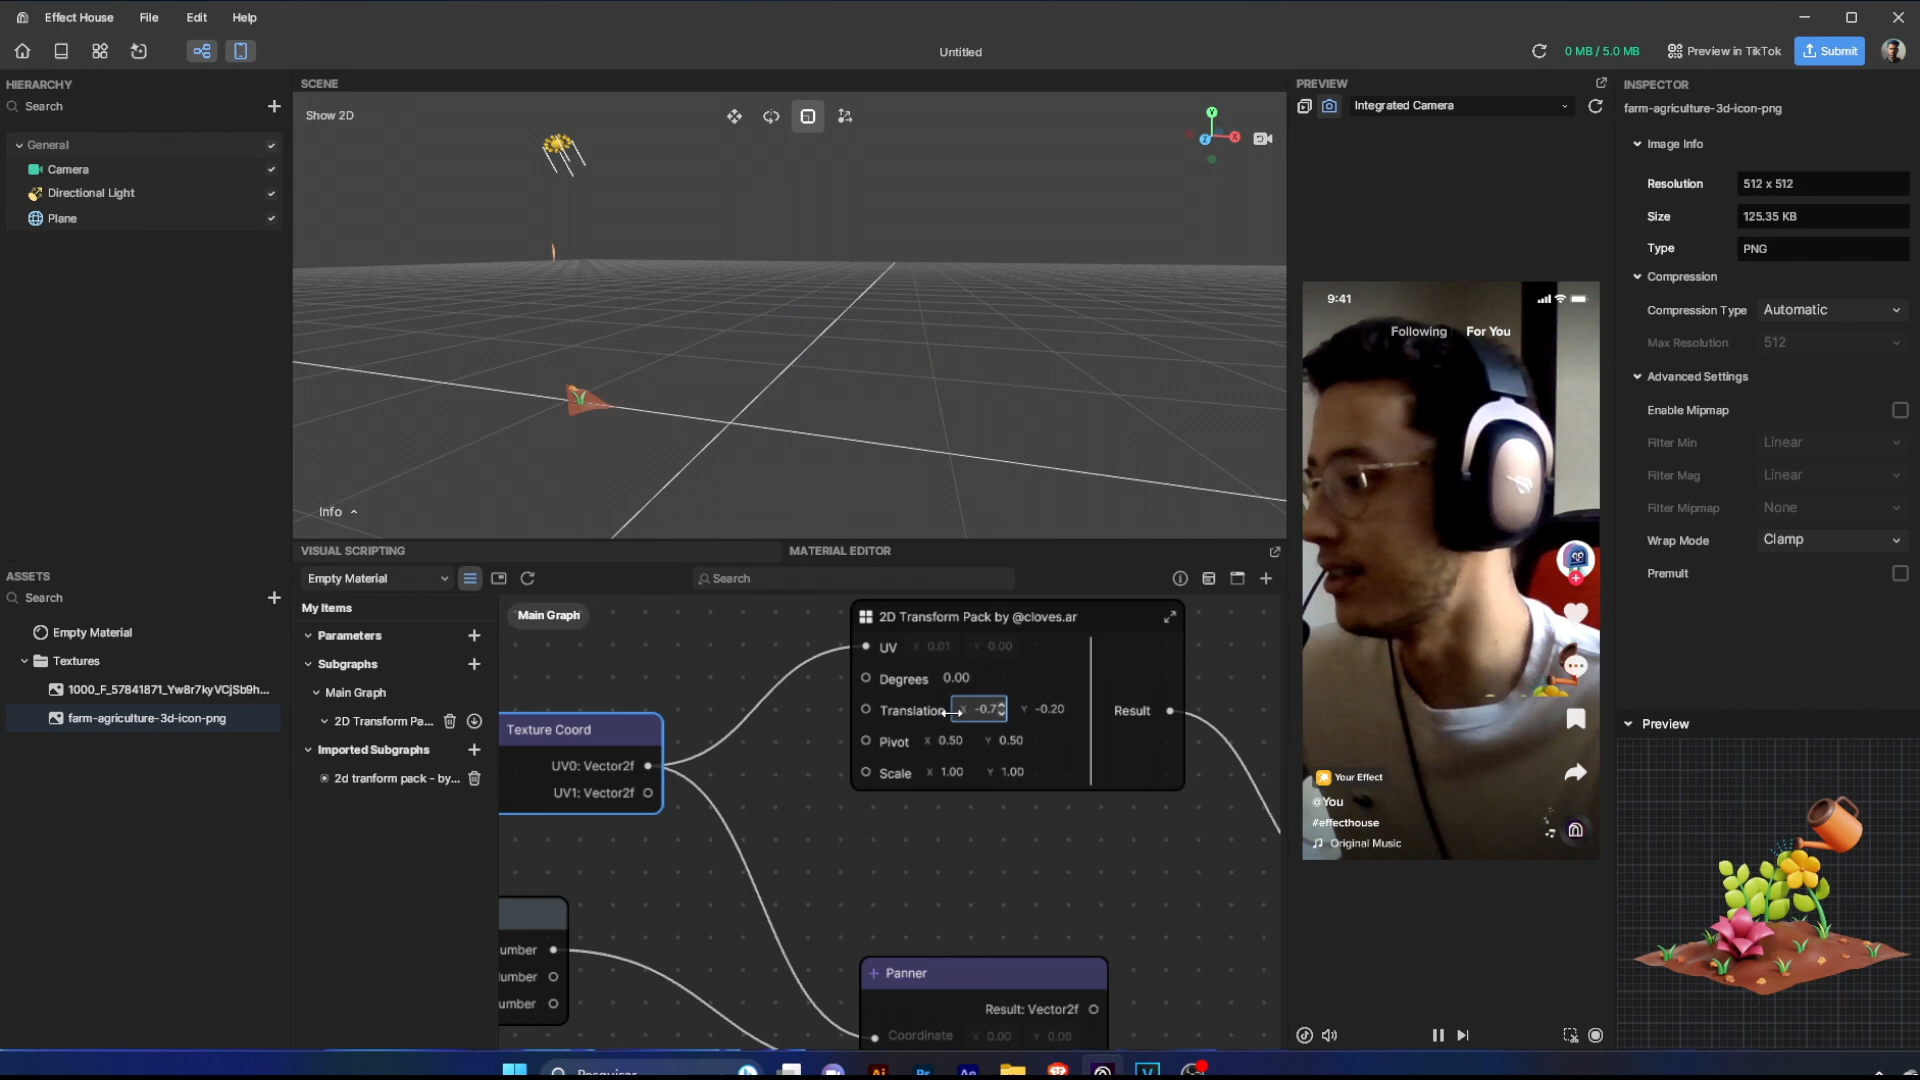 Effect House File Edit Help
Untitled
0 MB / 5.0 MB Preview in TikTok Submit
HIERARCHY
Search
General
Camera
Directional Light
Plane
SCENE
Show 2D
Y
X
Z
Info
PREVIEW
Integrated Camera
9:41
Following For You
Your Effect
@You
#effecthouse
Original Music
INSPECTOR
farm-agriculture-3d-icon-png
Image Info
Resolution 512 x 512
Size 125.35 KB
Type PNG
Compression
Compression Type Automatic
Max Resolution 512
Advanced Settings
Enable Mipmap
Filter Min Linear
Filter Mag Linear
Filter Mipmap None
Wrap Mode Clamp
Premult
Preview
ASSETS
Search
Empty Material
Textures
1000_F_57841871_Yw8r7kyVCjSb9h...
farm-agriculture-3d-icon-png
VISUAL SCRIPTING MATERIAL EDITOR
Empty Material
Search
My Items
Parameters
Subgraphs
Main Graph
2D Transform Pa...
Imported Subgraphs
2d tranform pack - by...
Main Graph
Texture Coord
UV0: Vector2f
UV1: Vector2f
umber
umber
umber
2D Transform Pack by @cloves.ar
UV X 0.01 Y 0.00
Degrees 0.00
Translation X -0.7 Y -0.20
Pivot X 0.50 Y 0.50
Scale X 1.00 Y 1.00
Result
Panner
Result: Vector2f
Coordinate X 0.00 Y 0.00
Pesquisar
Ai Ps Ae V